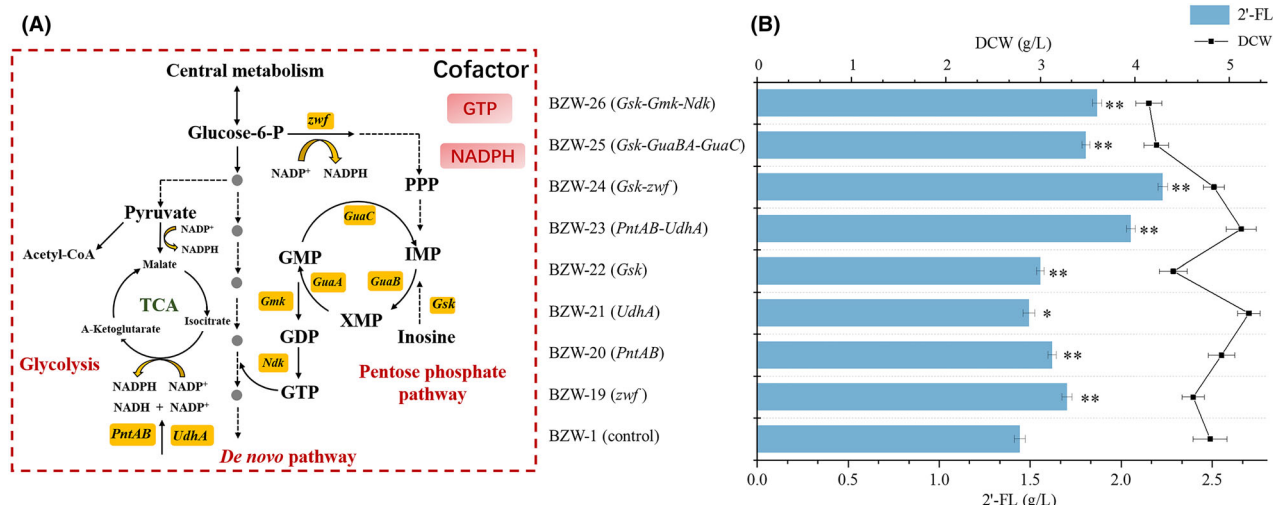 (A)
Central metabolism
Cofactor
GTP
NADPH
Glucose-6-P
zwf
NADP+
NADPH
PPP
Pyruvate
NADP+
NADPH
Acetyl-CoA
Malate
TCA
A-Ketoglutarate
Isocitrate
Glycolysis
NADPH
NADP+
NADH + NADP+
PntAB
UdhA
GuaC
GMP
IMP
GuaA
GuaB
Gmk
XMP
Gsk
GDP
Inosine
Ndk
GTP
Pentose phosphate
pathway
De novo pathway
(B)
2'-FL
DCW
DCW (g/L)
0
1
2
3
4
5
BZW-26 (Gsk-Gmk-Ndk)
**
BZW-25 (Gsk-GuaBA-GuaC)
**
BZW-24 (Gsk-zwf)
**
BZW-23 (PntAB-UdhA)
**
BZW-22 (Gsk)
**
BZW-21 (UdhA)
*
BZW-20 (PntAB)
**
BZW-19 (zwf)
**
BZW-1 (control)
0.0
0.5
1.0
1.5
2.0
2.5
2'-FL (g/L)